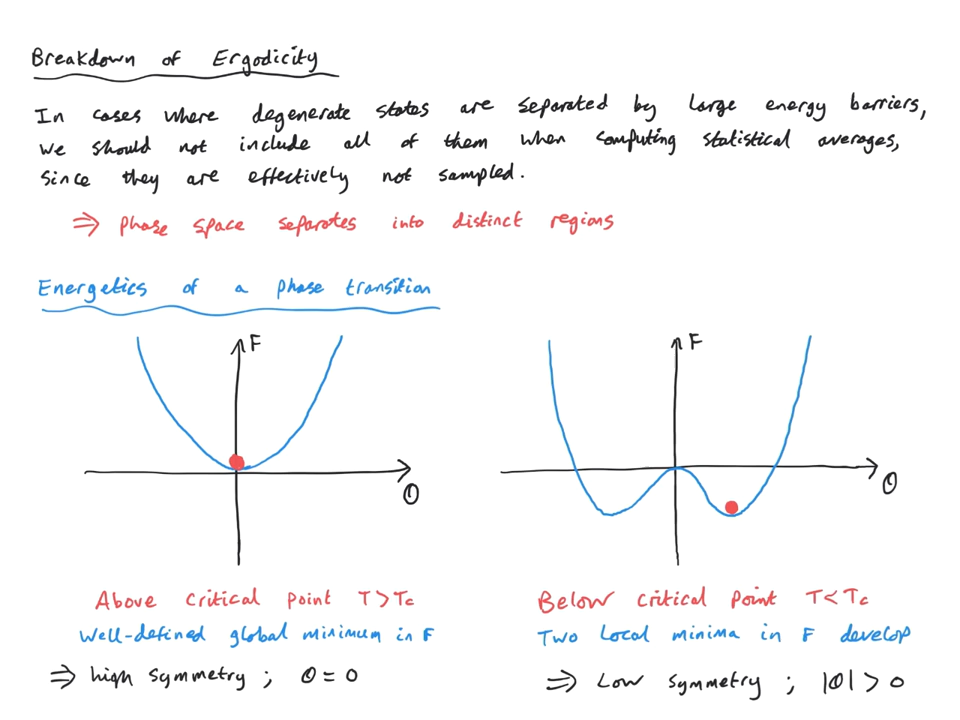 Breakdown of Ergodicity
In cases where degenerate states are separated by large energy barriers,
we should not include all of them when computing statistical averages,
since they are effectively not sampled.
⇒ Phase space separates into distinct regions
Energetics of a phase transition
F
O
F
O
Above critical point T>Tc
Well-defined global minimum in F
⇒ high symmetry ; O = 0
Below critical point T<Tc
Two local minima in F develop
⇒ Low symmetry ; |O| > 0